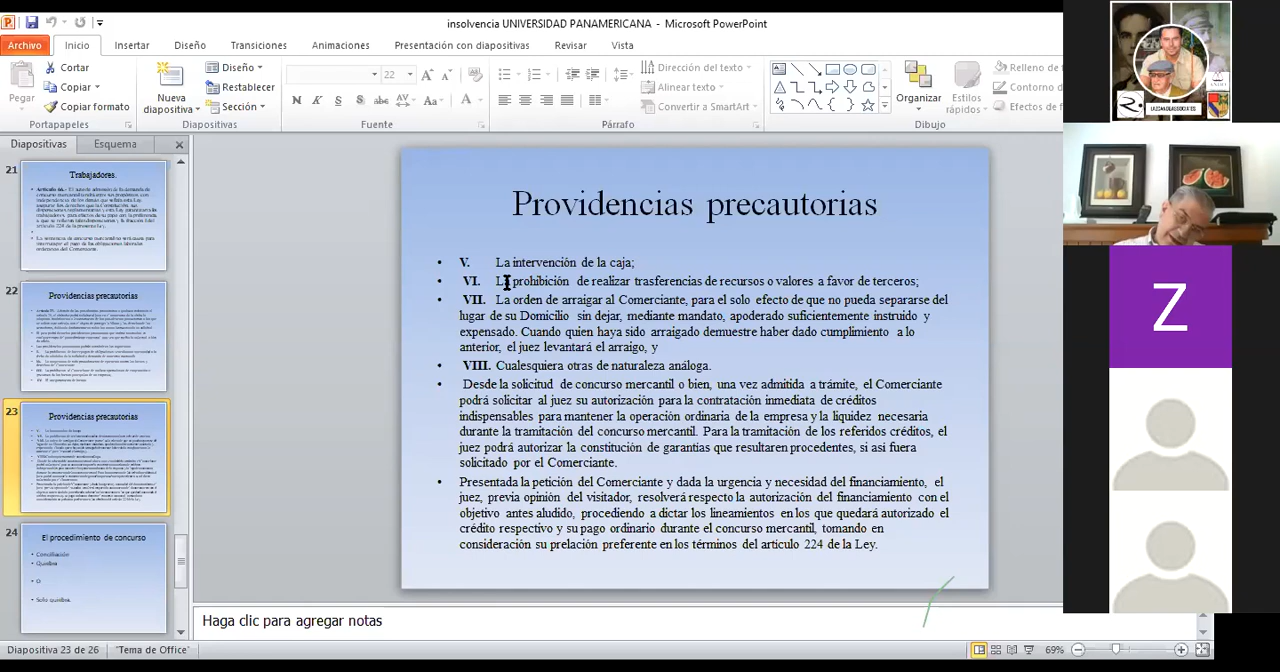 insolvencia UNIVERSIDAD PANAMERICANA - Microsoft PowerPoint
Archivo Inicio Insertar Diseño Transiciones Animaciones Presentación con diapositivas Revisar Vista
Pegar
Cortar
Copiar
Copiar formato
Portapapeles
Nueva
diapositiva
Diseño
Restablecer
Sección
Diapositivas
22
N K S S abc AV Aa A
Fuente
Dirección del texto
Alinear texto
Convertir a SmartArt
Párrafo
Organizar
Estilos
rápidos
Relleno de
Contorno d
Efectos de f
Dibujo
Diapositivas Esquema
21
Trabajadores.
22
Providencias precautorias
23
Providencias precautorias
24
El procedimiento de concurso
Conciliación
Quiebra
O
Solo quiebra
Providencias precautorias
• V. La intervención de la caja;
• VI. La prohibición de realizar trasferencias de recursos o valores a favor de terceros;
• VII. La orden de arraigar al Comerciante, para el solo efecto de que no pueda separarse del
lugar de su Domicilio sin dejar, mediante mandato, apoderado suficientemente instruido y
expensado. Cuando quien haya sido arraigado demuestre haber dado cumplimiento a lo
anterior, el juez levantará el arraigo, y
• VIII. Cualesquiera otras de naturaleza análoga.
• Desde la solicitud de concurso mercantil o bien, una vez admitida a trámite, el Comerciante
podrá solicitar al juez su autorización para la contratación inmediata de créditos
indispensables para mantener la operación ordinaria de la empresa y la liquidez necesaria
durante la tramitación del concurso mercantil. Para la tramitación de los referidos créditos, el
juez podrá autorizar la constitución de garantías que resultaren procedentes, si así fuera
solicitado por el Comerciante.
• Presentada la petición del Comerciante y dada la urgencia y necesidad del financiamiento, el
juez, previa opinión del visitador, resolverá respecto la autorización del financiamiento con el
objetivo antes aludido, procediendo a dictar los lineamientos en los que quedará autorizado el
crédito respectivo y su pago ordinario durante el concurso mercantil, tomando en
consideración su prelación preferente en los términos del artículo 224 de la Ley.
Haga clic para agregar notas
Diapositiva 23 de 26 "Tema de Office" 69%
Z